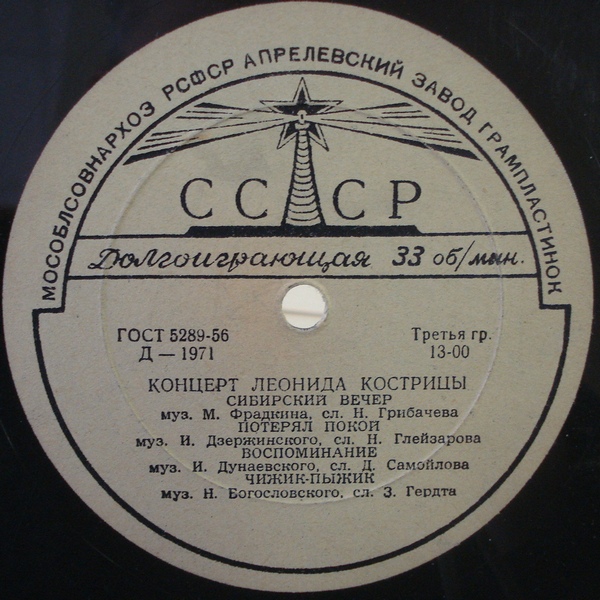 МОСОБЛСОВНАРХОЗ РСФСР АПРЕЛЕВСКИЙ ЗАВОД ГРАМПЛАСТИНОК
СССР
Долгоиграющая 33 об/мин.
ГОСТ 5289-56 Третья гр.
Д — 1971 13-00
КОНЦЕРТ ЛЕОНИДА КОСТРИЦЫ
СИБИРСКИЙ ВЕЧЕР
муз. М. Фрадкина, сл. Н. Грибачева
ПОТЕРЯЛ ПОКОЙ
муз. И. Дзержинского, сл. Н. Глейзарова
ВОСПОМИНАНИЕ
муз. И. Дунаевского, сл. Д. Самойлова
ЧИЖИК-ПЫЖИК
муз. Н. Богословского, сл. З. Гердта